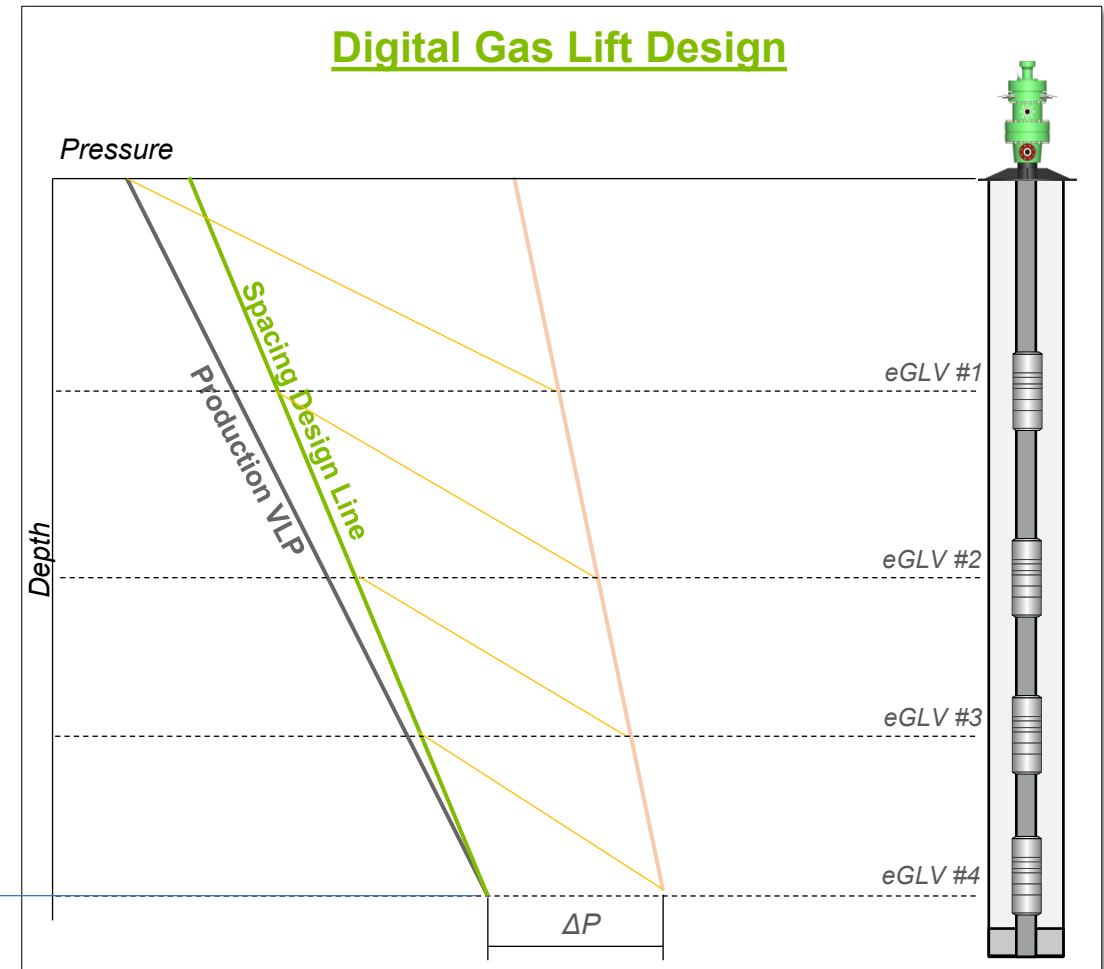 Digital Gas Lift Design
Pressure
Spacing Design Line
Production VLP
Depth
eGLV #1
eGLV #2
eGLV #3
eGLV #4
ΔP